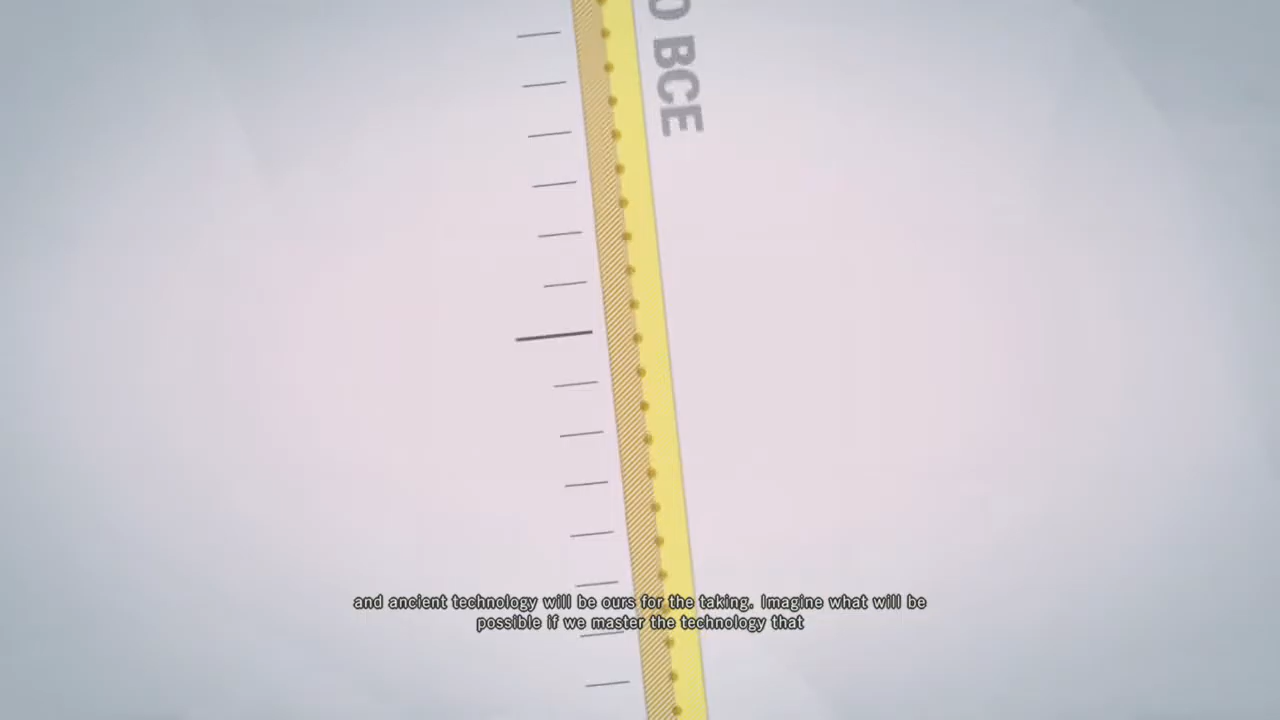 0 BCE
and ancient technology will be ours for the taking. Imagine what will be
possible if we master the technology that